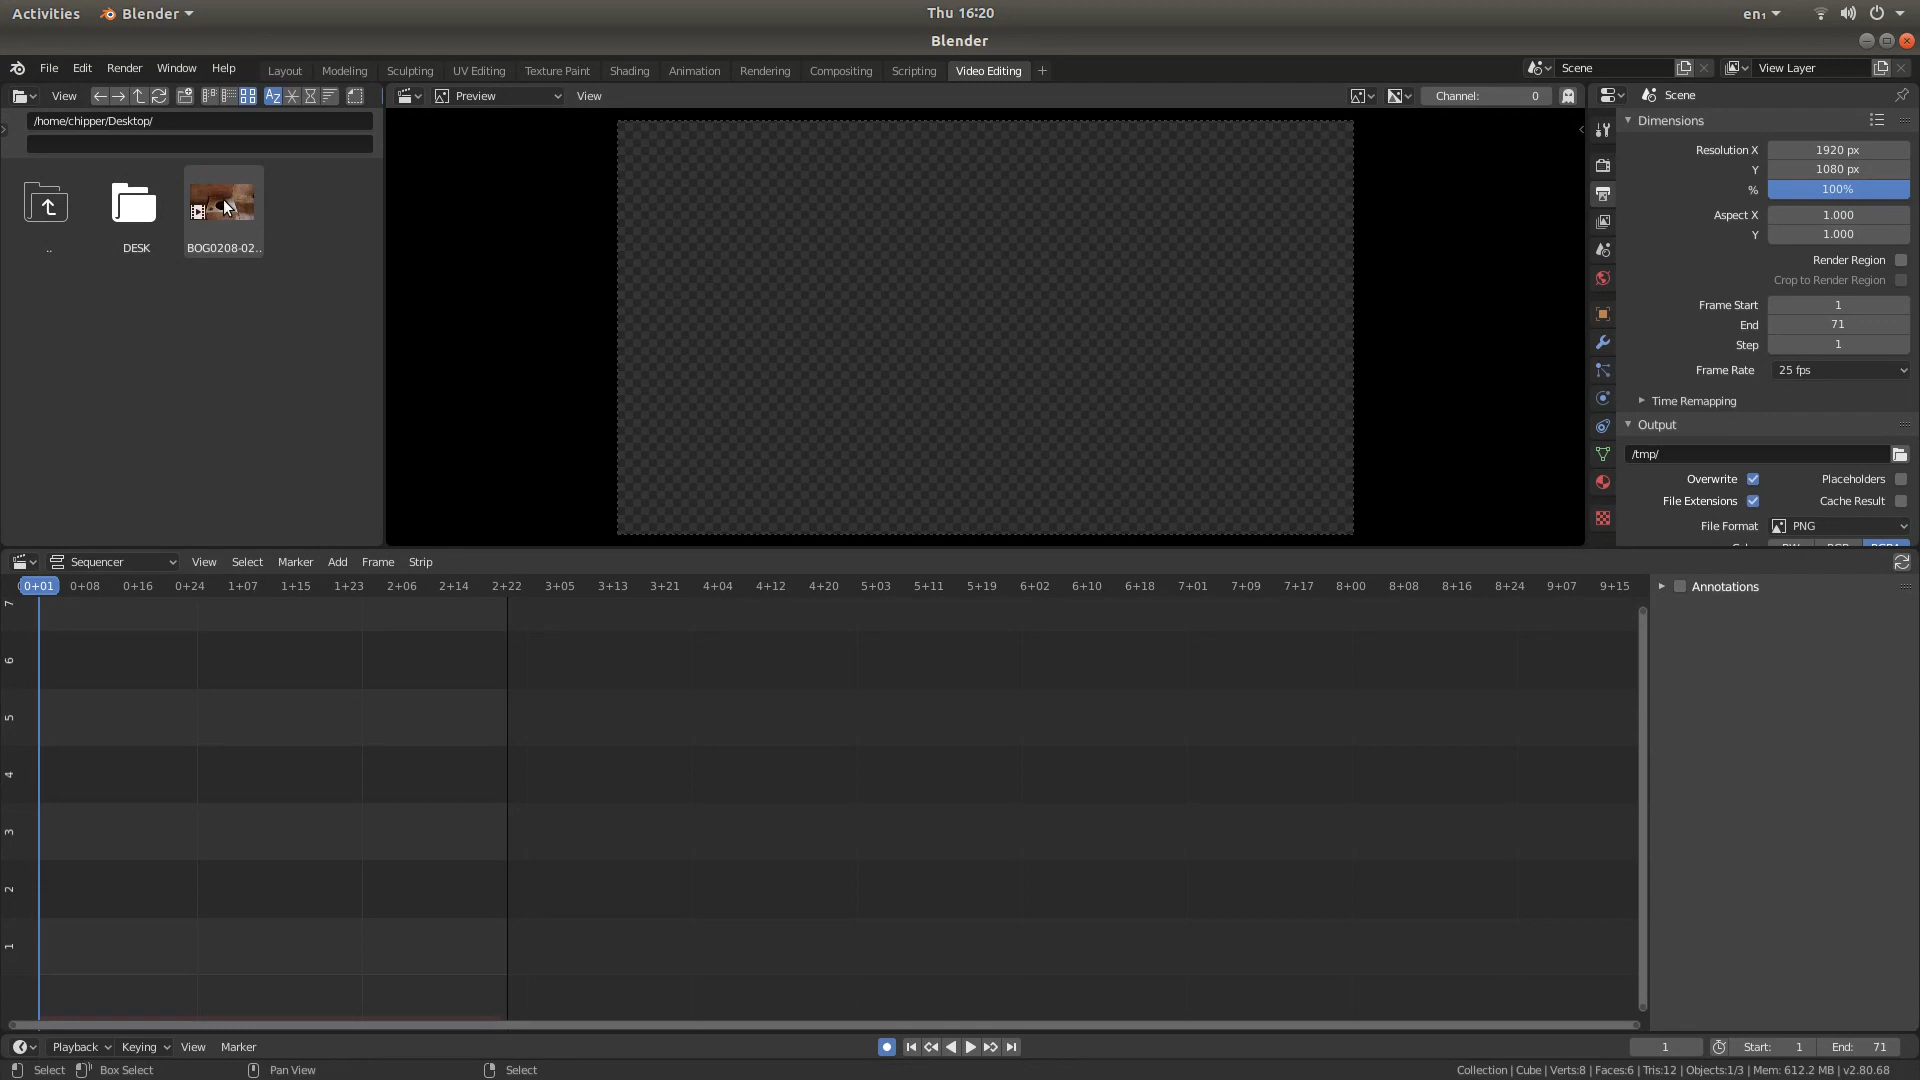 Activities Blender Thu 16:20 en₁
Blender
File Edit Render Window Help Layout Modeling Sculpting UV Editing Texture Paint Shading Animation Rendering Compositing Scripting Video Editing + Scene View Layer
View Preview View Channel: 0 Scene
/home/chipper/Desktop/
.. DESK BOG0208-02..
Dimensions
Resolution X 1920 px
Y 1080 px
% 100%
Aspect X 1.000
Y 1.000
Render Region
Crop to Render Region
Frame Start 1
End 71
Step 1
Frame Rate 25 fps
Time Remapping
Output
/tmp/
Overwrite Placeholders
File Extensions Cache Result
File Format PNG
Sequencer View Select Marker Add Frame Strip
0+01 0+08 0+16 0+24 1+07 1+15 1+23 2+06 2+14 2+22 3+05 3+13 3+21 4+04 4+12 4+20 5+03 5+11 5+19 6+02 6+10 6+18 7+01 7+09 7+17 8+00 8+08 8+16 8+24 9+07 9+15
Annotations
7
6
5
4
3
2
1
Playback Keying View Marker 1 Start: 1 End: 71
Select Box Select Pan View Select Collection | Cube | Verts:8 | Faces:6 | Tris:12 | Objects:1/3 | Mem: 612.2 MB | v2.80.68